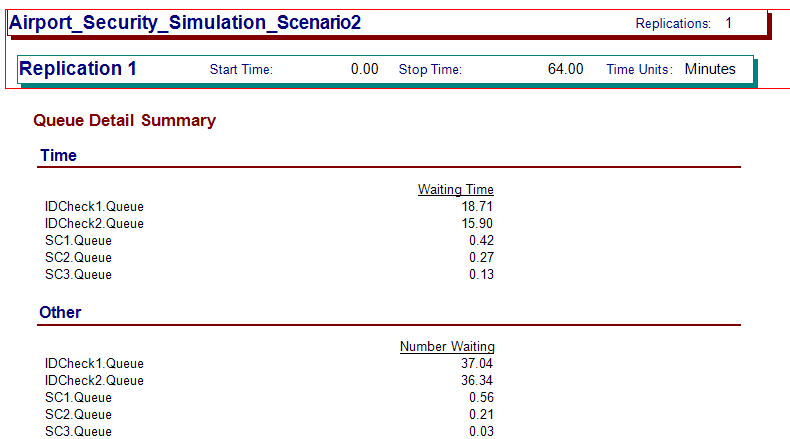 Airport_Security_Simulation_Scenario2 Replications: 1
Replication 1 Start Time: 0.00 Stop Time: 64.00 Time Units: Minutes
Queue Detail Summary
Time
Waiting Time
IDCheck1.Queue 18.71
IDCheck2.Queue 15.90
SC1.Queue 0.42
SC2.Queue 0.27
SC3.Queue 0.13
Other
Number Waiting
IDCheck1.Queue 37.04
IDCheck2.Queue 36.34
SC1.Queue 0.56
SC2.Queue 0.21
SC3.Queue 0.03